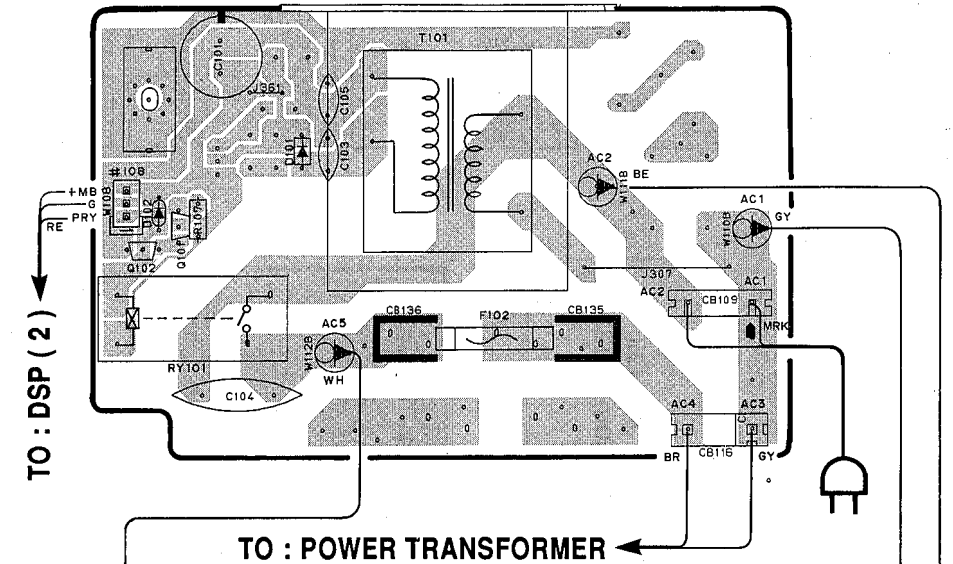 T101
C101
J361
C105
D101
C103
#108
W108
+MB
G
PRY
RE
D102
Q101
Q102
AC2
W111B
BE
AC1
W110B
GY
J307
AC2
CB109
AC1
MRK
CB136
F102
CB135
AC5
W112B
WH
RY101
C104
AC4
AC3
C
BR
CB116
GY
TO : DSP ( 2 )
TO : POWER TRANSFORMER